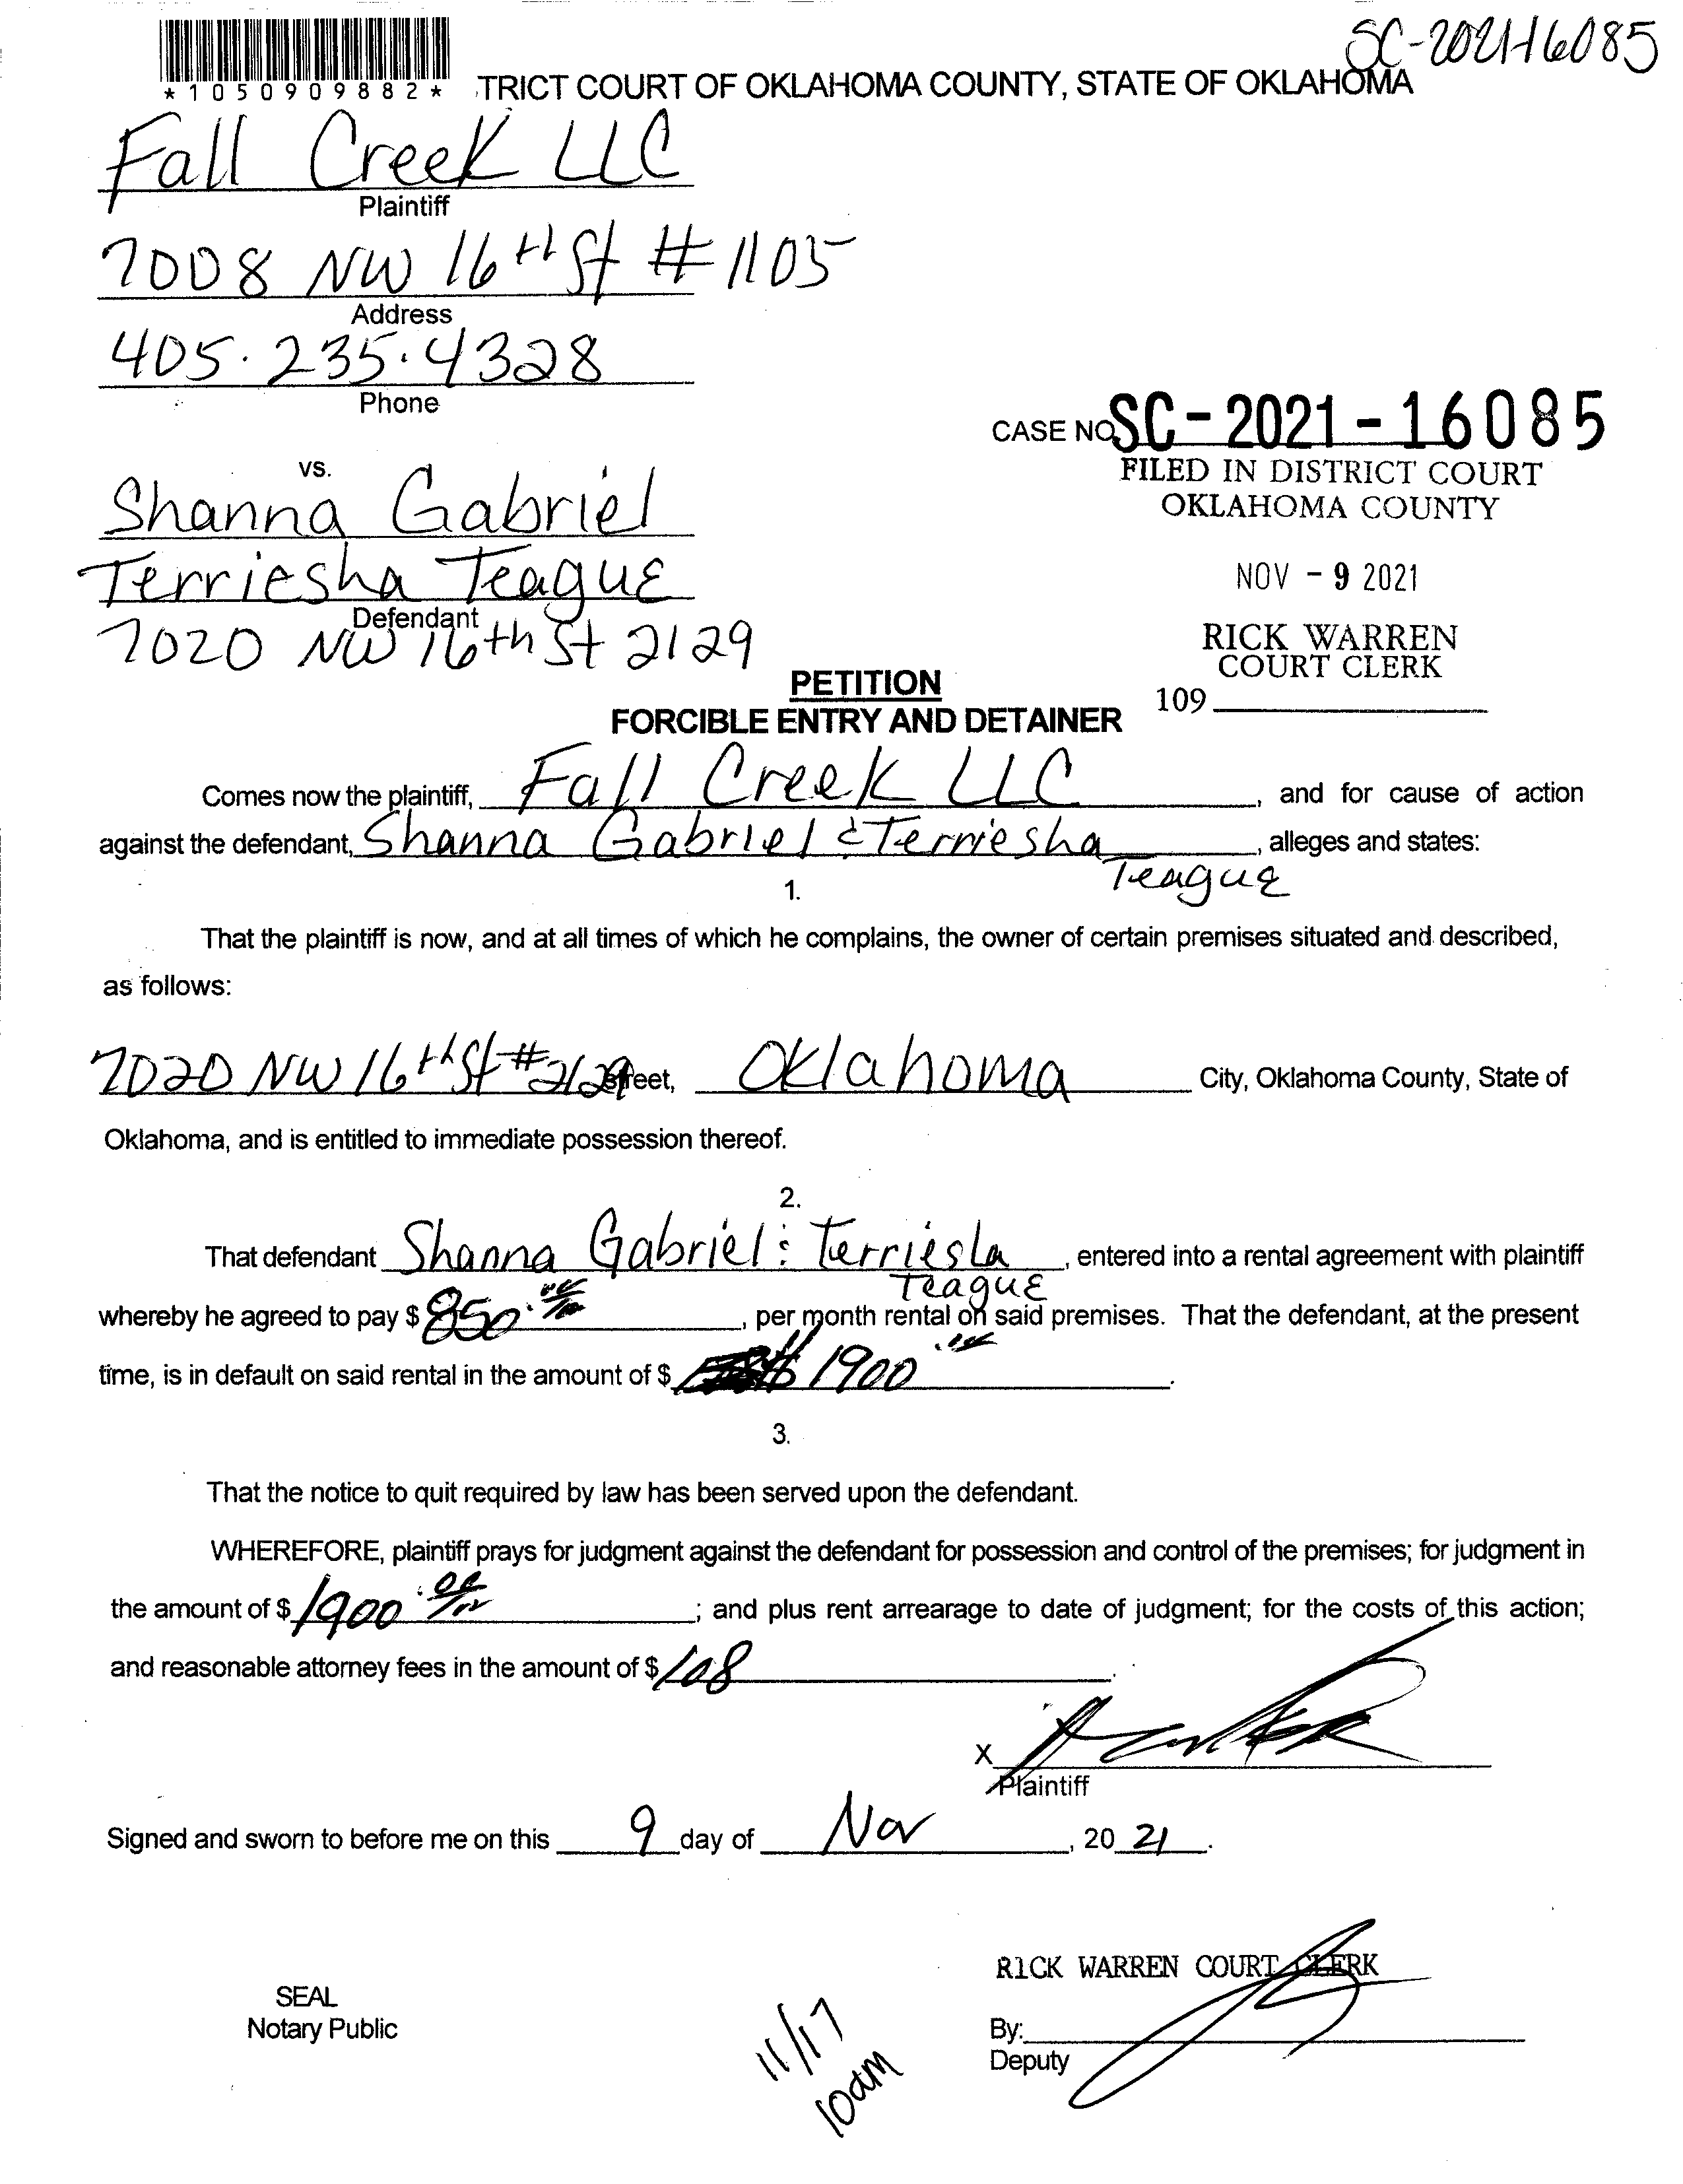 SC-2021-16085
*1050909882* TRICT COURT OF OKLAHOMA COUNTY, STATE OF OKLAHOMA
Fall Creek LLC
Plaintiff
7008 NW 16th St #1105
Address
405.235.4328
Phone
CASE NO SC-2021-16085
FILED IN DISTRICT COURT
OKLAHOMA COUNTY
NOV - 9 2021
RICK WARREN
COURT CLERK
109
vs.
Shanna Gabriel
Terriesha Teague
Defendant
7020 NW 16th St 2129
PETITION
FORCIBLE ENTRY AND DETAINER
Comes now the plaintiff, Fall Creek LLC, and for cause of action
against the defendant, Shanna Gabriel & Terriesha, alleges and states:
Teague
1.
That the plaintiff is now, and at all times of which he complains, the owner of certain premises situated and described,
as follows:
7020 NW 16th St #2129 street, Oklahoma City, Oklahoma County, State of
Oklahoma, and is entitled to immediate possession thereof.
2.
That defendant Shanna Gabriel & Terriesha, entered into a rental agreement with plaintiff
Teague
whereby he agreed to pay $ 850, per month rental on said premises. That the defendant, at the present
time, is in default on said rental in the amount of $ 1900.
3.
That the notice to quit required by law has been served upon the defendant.
WHEREFORE, plaintiff prays for judgment against the defendant for possession and control of the premises; for judgment in
the amount of $ 1900; and plus rent arrearage to date of judgment; for the costs of this action;
and reasonable attorney fees in the amount of $ 108.
X
Plaintiff
Signed and sworn to before me on this 9 day of Nov, 20 21.
RICK WARREN COURT CLERK
SEAL
Notary Public
By:
Deputy
11/17
10am